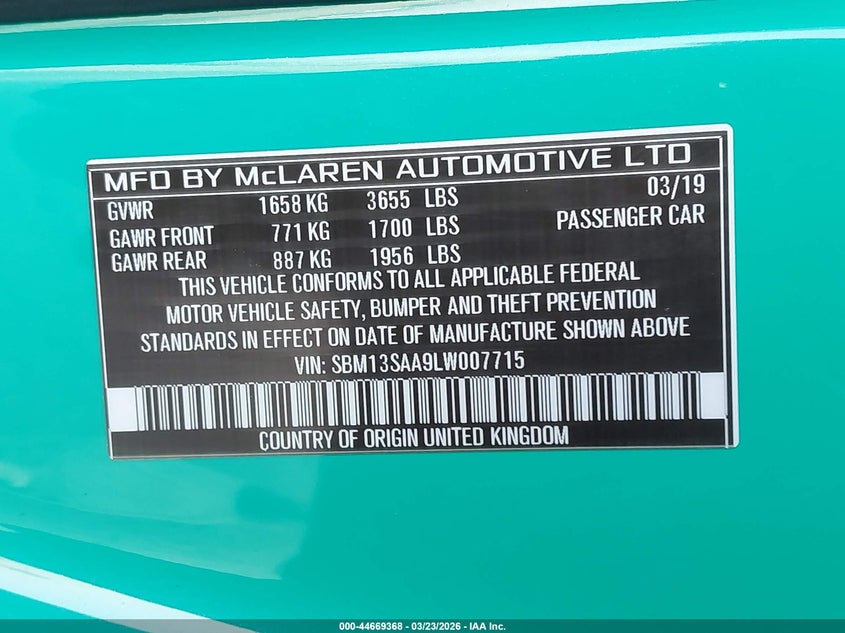 MFD BY McLAREN AUTOMOTIVE LTD
GVWR 1658 KG 3655 LBS 03/19
GAWR FRONT 771 KG 1700 LBS PASSENGER CAR
GAWR REAR 887 KG 1956 LBS
THIS VEHICLE CONFORMS TO ALL APPLICABLE FEDERAL
MOTOR VEHICLE SAFETY, BUMPER AND THEFT PREVENTION
STANDARDS IN EFFECT ON DATE OF MANUFACTURE SHOWN ABOVE
VIN: SBM13SAA9LW007715
COUNTRY OF ORIGIN UNITED KINGDOM
000-44669368 - 03/23/2026 - IAA Inc.